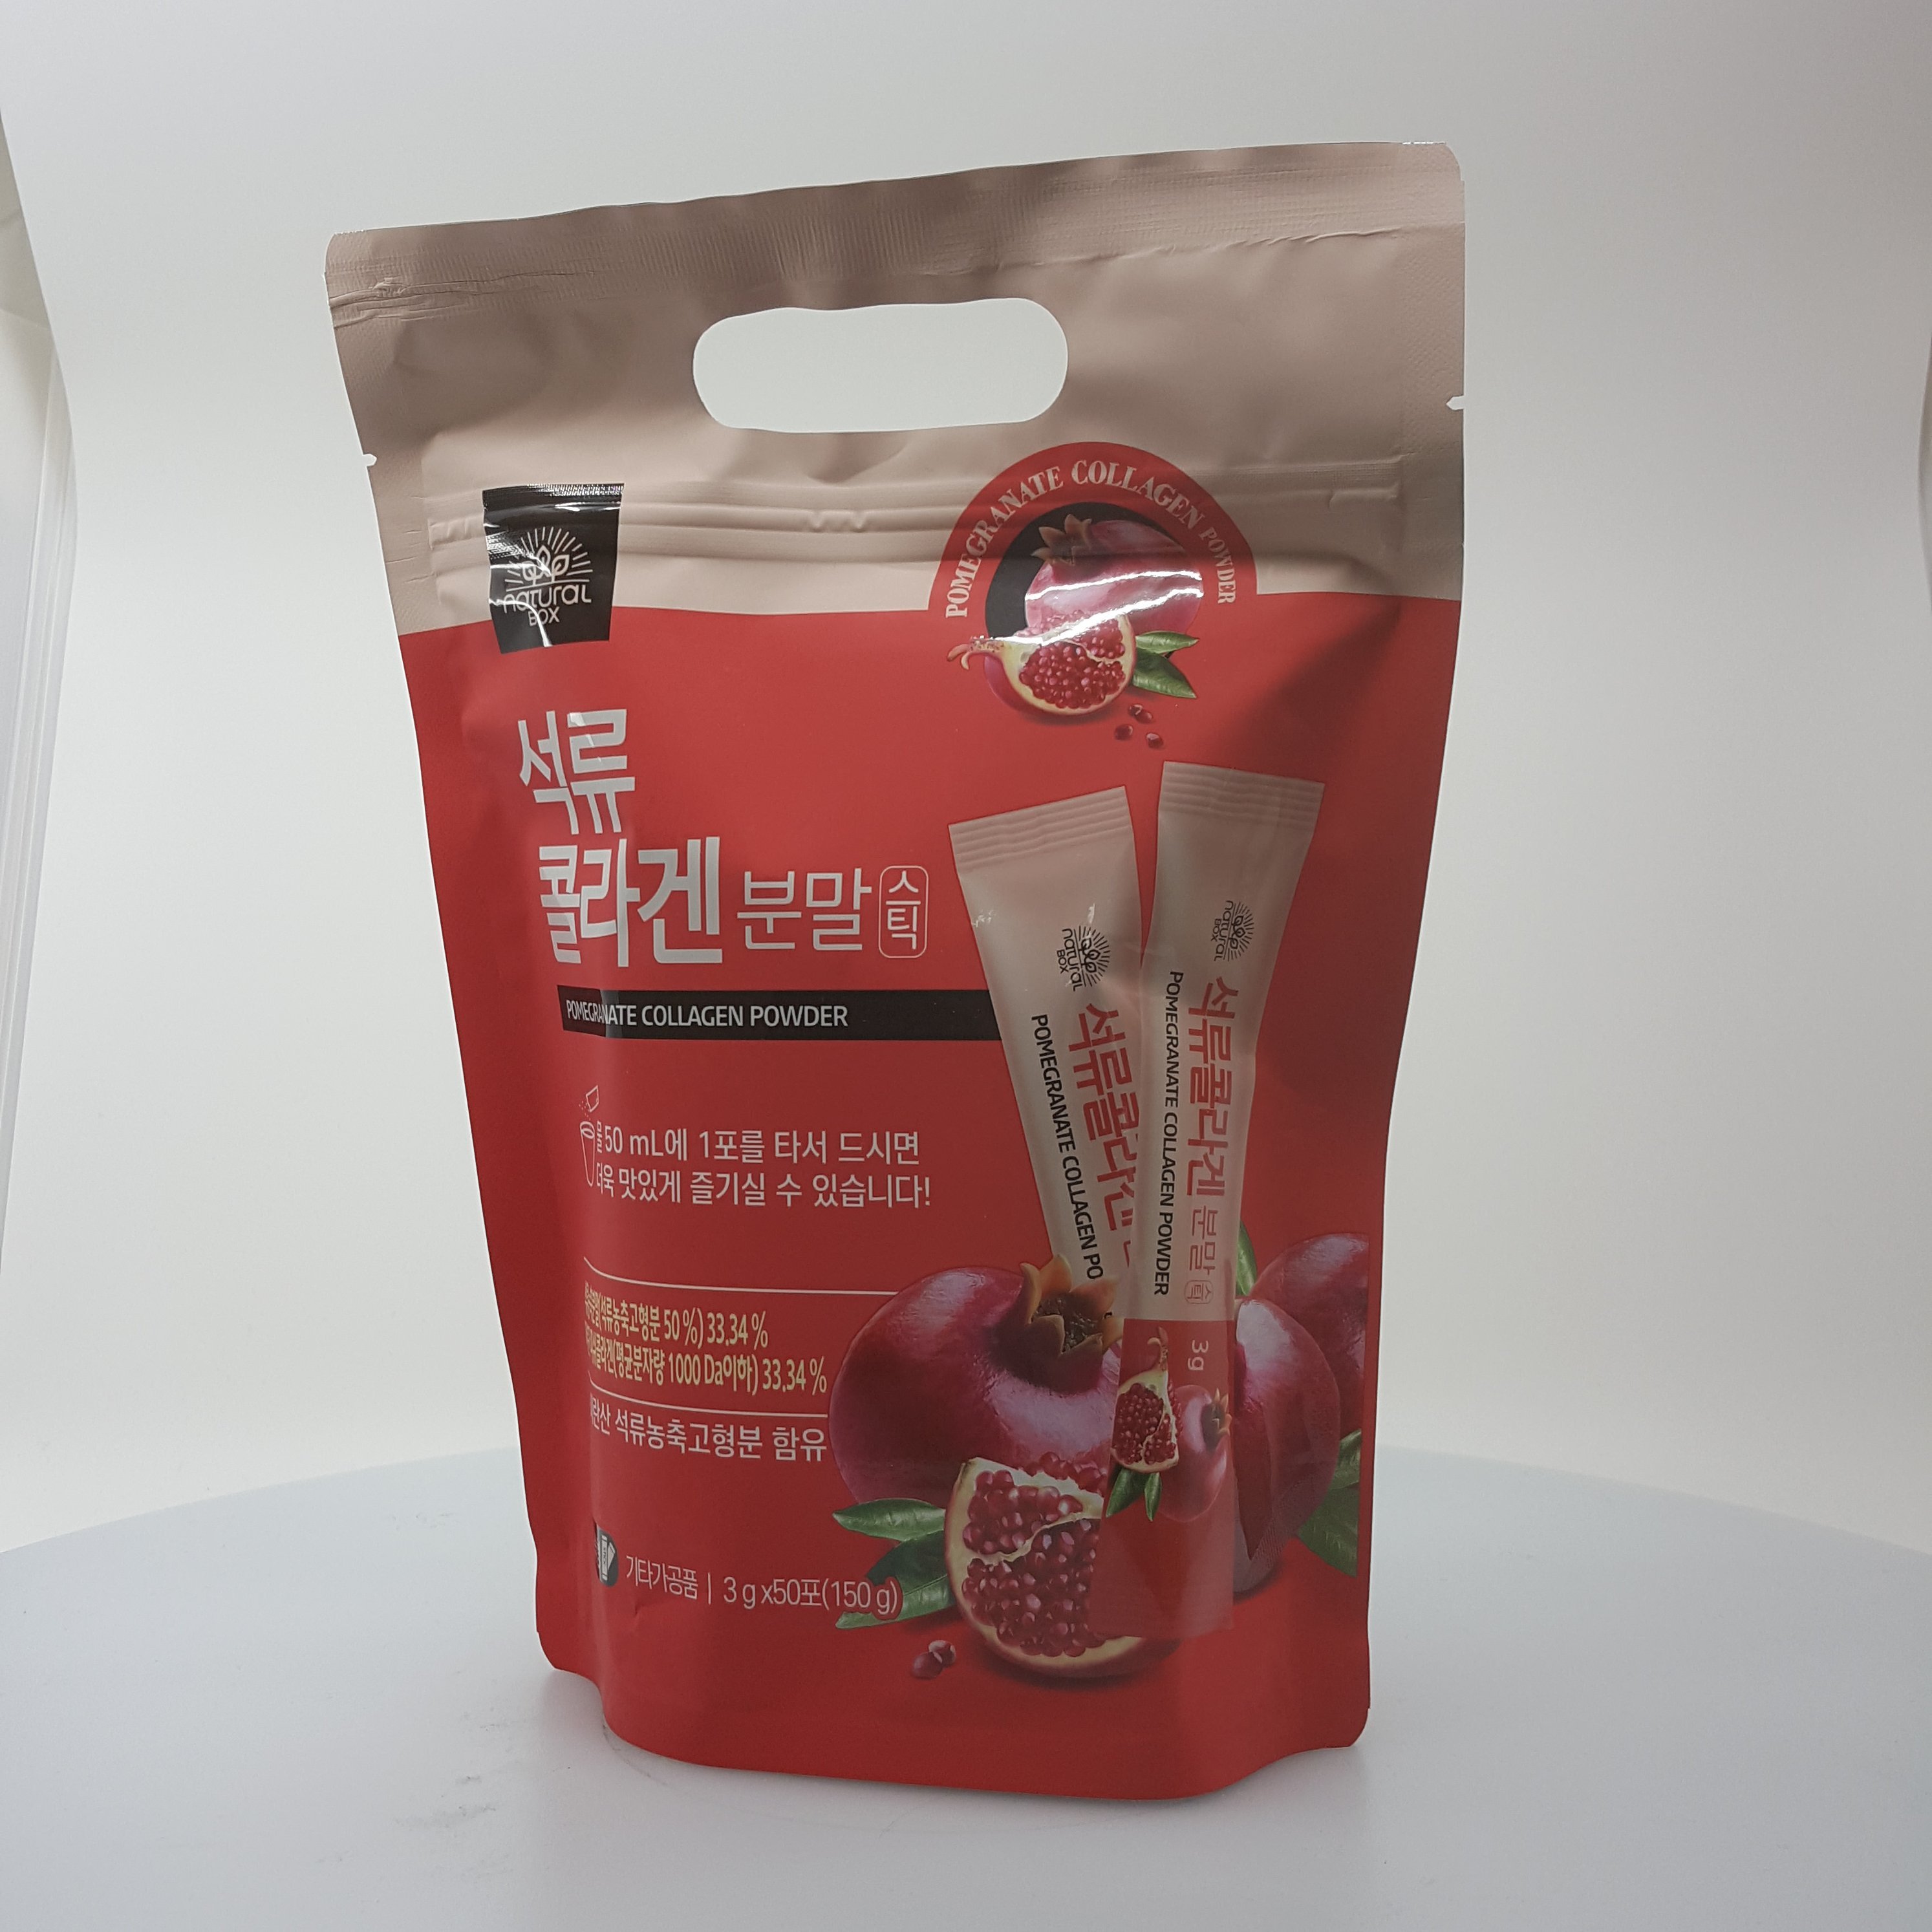 natural
BOX
POMEGRANATE COLLAGEN POWDER
석류
콜라겐 분말 스틱
POMEGRANATE COLLAGEN POWDER
50 mL에 1포를 타서 드시면
더욱 맛있게 즐기실 수 있습니다!
(석류농축고형분 50 %) 33.34 %
(평균분자량 1000 Da이하) 33.34 %
석류농축고형분 함유
기타가공품 | 3 g x50포(150 g)
natural
BOX
석류콜라겐
POMEGRANATE COLLAGEN PO
natural
BOX
석류콜라겐 분말 스틱
POMEGRANATE COLLAGEN POWDER
3g